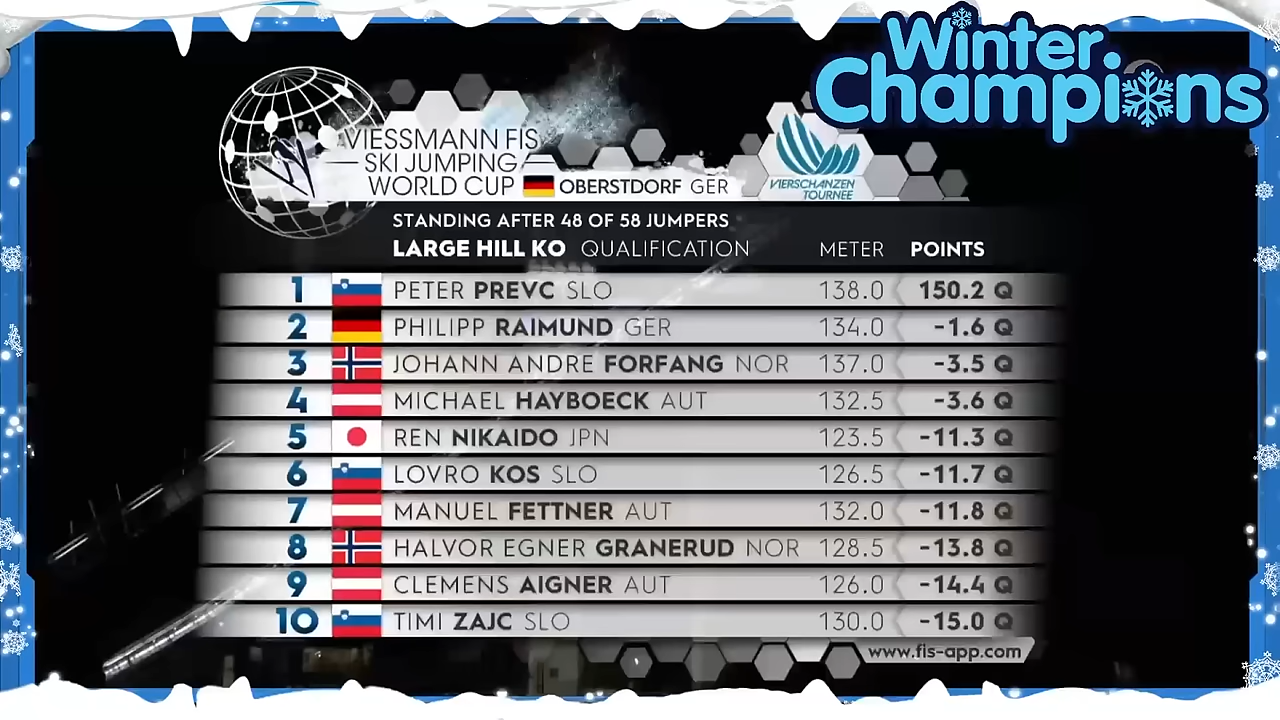 Winter
Champions
VIESSMANN FIS
SKI JUMPING
WORLD CUP OBERSTDORF GER
VIERSCHANZEN
TOURNEE
STANDING AFTER 48 OF 58 JUMPERS
LARGE HILL KO QUALIFICATION METER POINTS
1 PETER PREVC SLO 138.0 150.2 Q
2 PHILIPP RAIMUND GER 134.0 -1.6 Q
3 JOHANN ANDRE FORFANG NOR 137.0 -3.5 Q
4 MICHAEL HAYBOECK AUT 132.5 -3.6 Q
5 REN NIKAIDO JPN 123.5 -11.3 Q
6 LOVRO KOS SLO 126.5 -11.7 Q
7 MANUEL FETTNER AUT 132.0 -11.8 Q
8 HALVOR EGNER GRANERUD NOR 128.5 -13.8 Q
9 CLEMENS AIGNER AUT 126.0 -14.4 Q
10 TIMI ZAJC SLO 130.0 -15.0 Q
www.fis-app.com